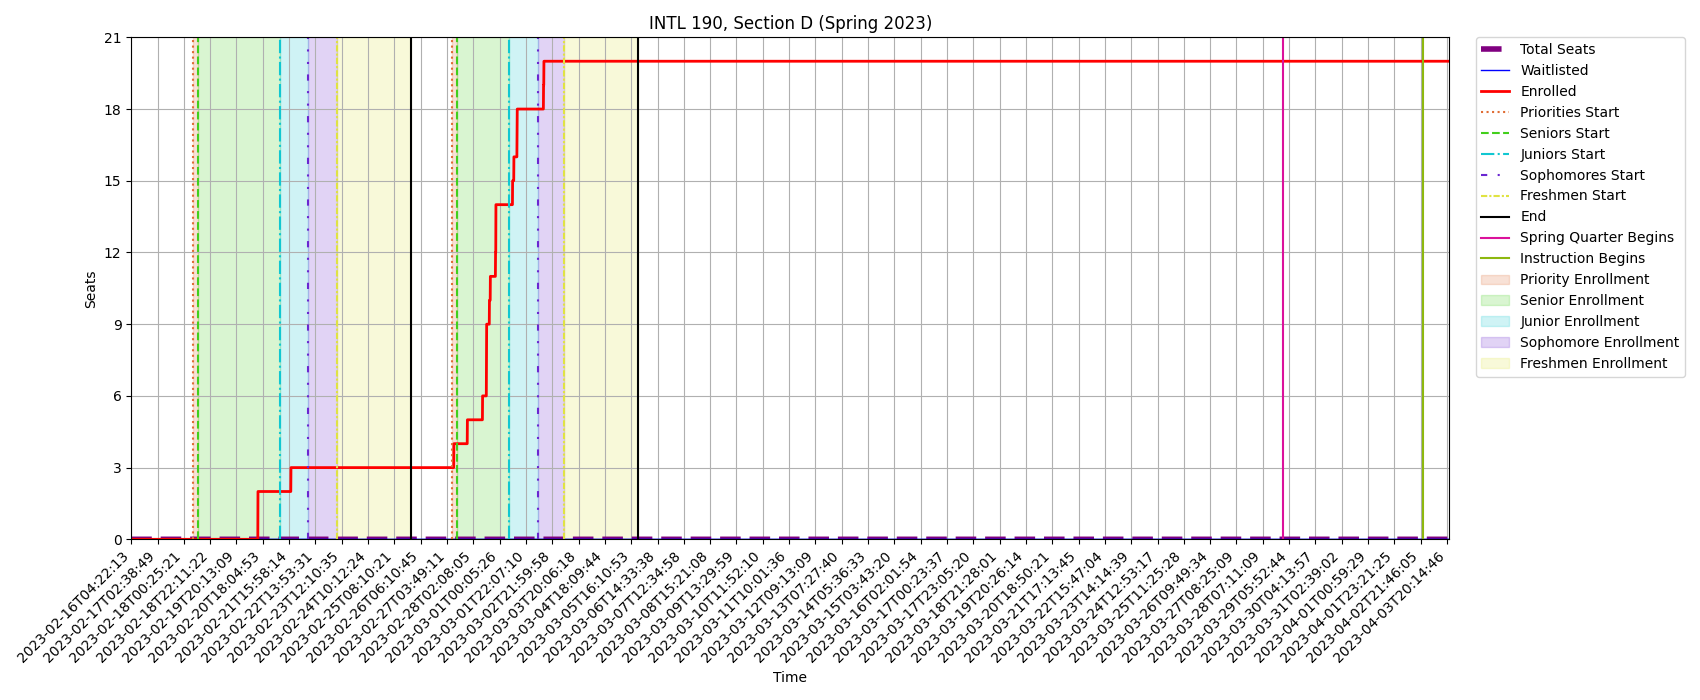 INTL 190, Section D (Spring 2023)
Seats
21
18
15
12
9
6
3
0
2023-02-16T04:22:13
2023-02-17T02:38:49
2023-02-18T00:25:21
2023-02-18T22:11:22
2023-02-19T20:13:09
2023-02-20T18:04:53
2023-02-21T15:58:14
2023-02-22T13:53:31
2023-02-23T12:10:35
2023-02-24T10:12:24
2023-02-25T08:10:21
2023-02-26T06:10:45
2023-02-27T03:49:11
2023-02-28T02:08:05
2023-03-01T00:05:26
2023-03-01T22:07:10
2023-03-02T21:59:58
2023-03-03T20:06:18
2023-03-04T18:09:44
2023-03-05T16:10:53
2023-03-06T14:33:38
2023-03-07T12:34:58
2023-03-08T15:21:08
2023-03-09T13:29:59
2023-03-10T11:52:10
2023-03-11T10:01:36
2023-03-12T09:13:09
2023-03-13T07:27:40
2023-03-14T05:36:33
2023-03-15T03:43:20
2023-03-16T02:01:54
2023-03-17T00:23:37
2023-03-17T23:05:20
2023-03-18T21:28:01
2023-03-19T20:26:14
2023-03-20T18:50:21
2023-03-21T17:13:45
2023-03-22T15:47:04
2023-03-23T14:14:39
2023-03-24T12:53:17
2023-03-25T11:25:28
2023-03-26T09:49:34
2023-03-27T08:25:09
2023-03-28T07:11:09
2023-03-29T05:52:44
2023-03-30T04:13:57
2023-03-31T02:39:02
2023-04-01T00:59:29
2023-04-01T23:21:25
2023-04-02T21:46:05
2023-04-03T20:14:46
Time
Total Seats
Waitlisted
Enrolled
Priorities Start
Seniors Start
Juniors Start
Sophomores Start
Freshmen Start
End
Spring Quarter Begins
Instruction Begins
Priority Enrollment
Senior Enrollment
Junior Enrollment
Sophomore Enrollment
Freshmen Enrollment